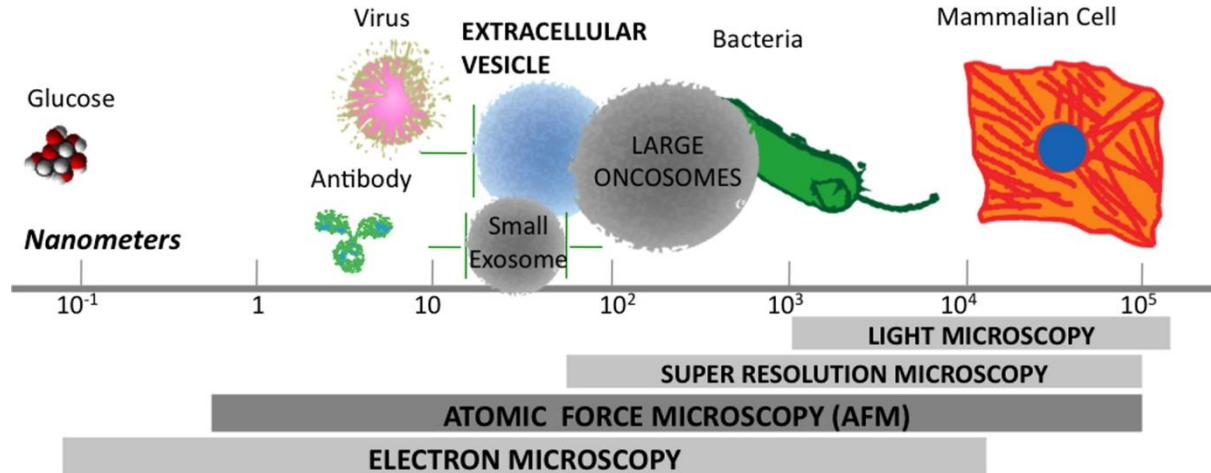 Virus
EXTRACELLULAR
VESICLE
Bacteria
Mammalian Cell
Glucose
Antibody
LARGE
ONCOSOMES
Small
Exosome
Nanometers
10⁻¹ 1 10 10² 10³ 10⁴ 10⁵
LIGHT MICROSCOPY
SUPER RESOLUTION MICROSCOPY
ATOMIC FORCE MICROSCOPY (AFM)
ELECTRON MICROSCOPY